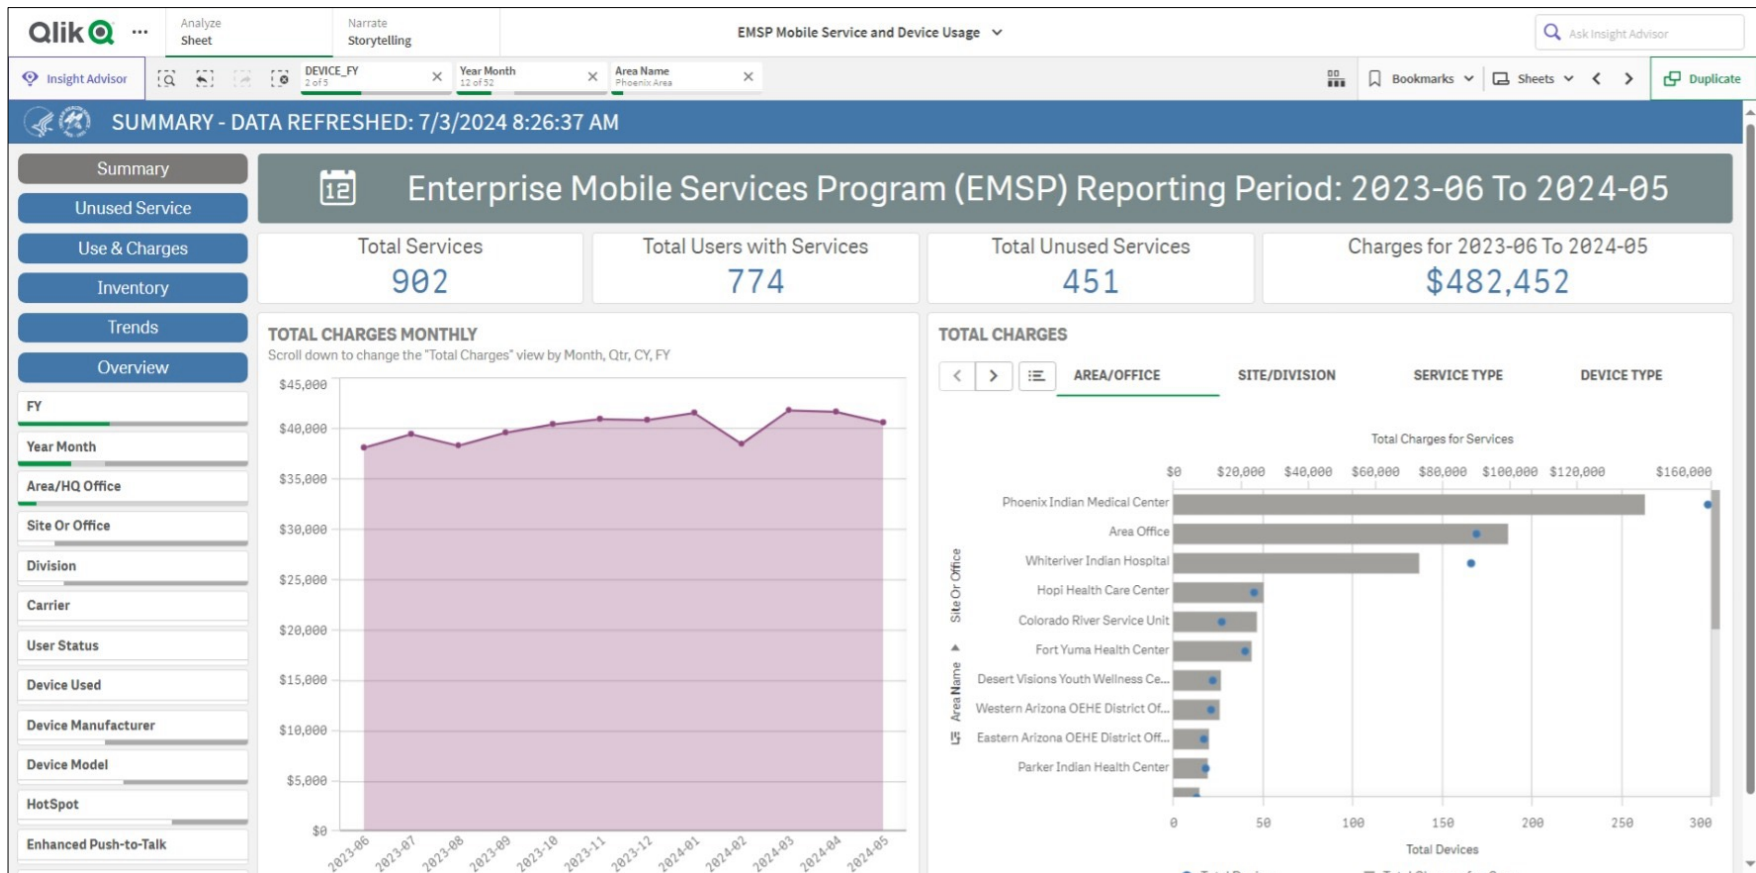 Qlik
Analyze
Sheet
Narrate
Storytelling
EMSP Mobile Service and Device Usage
Ask Insight Advisor
Insight Advisor
DEVICE_FY
2 of 5
Year Month
12 of 52
Area Name
Phoenix Area
Bookmarks
Sheets
Duplicate
SUMMARY - DATA REFRESHED: 7/3/2024 8:26:37 AM
Summary
Unused Service
Use & Charges
Inventory
Trends
Overview
FY
Year Month
Area/HQ Office
Site Or Office
Division
Carrier
User Status
Device Used
Device Manufacturer
Device Model
HotSpot
Enhanced Push-to-Talk
12
Enterprise Mobile Services Program (EMSP) Reporting Period: 2023-06 To 2024-05
Total Services
902
Total Users with Services
774
Total Unused Services
451
Charges for 2023-06 To 2024-05
$482,452
TOTAL CHARGES MONTHLY
Scroll down to change the "Total Charges" view by Month, Qtr, CY, FY
$45,000
$40,000
$35,000
$30,000
$25,000
$20,000
$15,000
$10,000
$5,000
$0
2023-06
2023-07
2023-08
2023-09
2023-10
2023-11
2023-12
2024-01
2024-02
2024-03
2024-04
2024-05
TOTAL CHARGES
AREA/OFFICE
SITE/DIVISION
SERVICE TYPE
DEVICE TYPE
Total Charges for Services
$0 $20,000 $40,000 $60,000 $80,000 $100,000 $120,000 $160,000
Site Or Office
Area Name
Phoenix Indian Medical Center
Area Office
Whiteriver Indian Hospital
Hopi Health Care Center
Colorado River Service Unit
Fort Yuma Health Center
Desert Visions Youth Wellness Ce...
Western Arizona OEHE District Of...
Eastern Arizona OEHE District Off...
Parker Indian Health Center
0 50 100 150 200 250 300
Total Devices